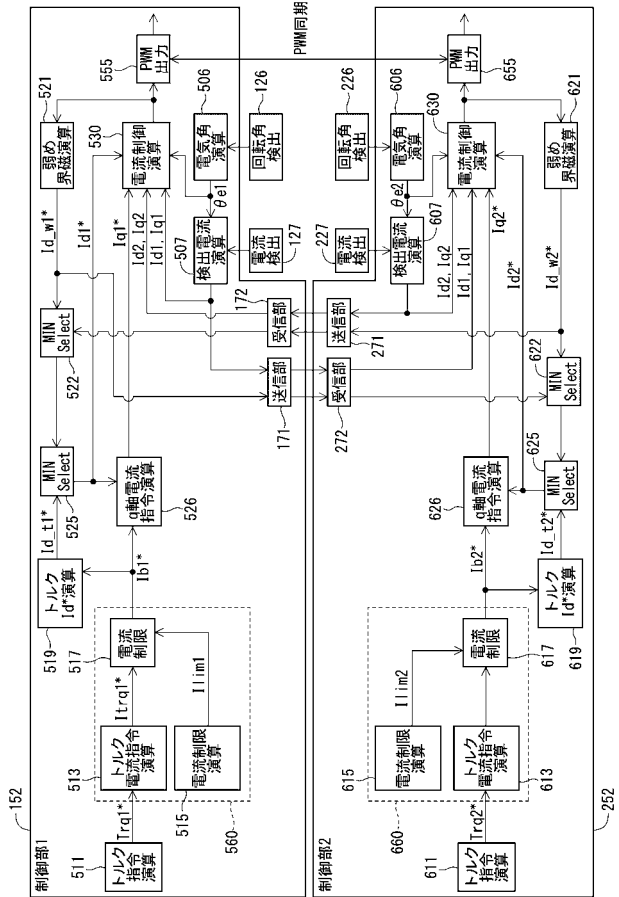 152
制御部1
511
トルク
指令演算
Trq1*
513
トルク
電流指令
演算
Itrq1*
515
電流制限
演算
Ilim1
560
517
電流
制限
Ib1*
519
トルク
Id*演算
Id_t1*
525
MIN
Select
526
q軸電流
指令演算
522
MIN
Select
Id_w1*
521
弱め
界磁演算
Id1*
Iq1*
Id2, Iq2
Id1, Iq1
530
電流制御
演算
555
PWM
出力
506
電気角
演算
θe1
126
回転角
検出
507
検出電流
演算
127
電流
検出
172
受信部
171
送信部
PWM同期
271
送信部
272
受信部
252
制御部2
611
トルク
指令演算
Trq2*
613
トルク
電流指令
演算
615
電流制限
演算
Ilim2
660
617
電流
制限
Ib2*
619
トルク
Id*演算
Id_t2*
625
MIN
Select
626
q軸電流
指令演算
622
MIN
Select
Id_w2*
621
弱め
界磁演算
Id2*
Iq2*
Id2, Iq2
Id1, Iq1
630
電流制御
演算
655
PWM
出力
606
電気角
演算
θe2
226
回転角
検出
607
検出電流
演算
227
電流
検出